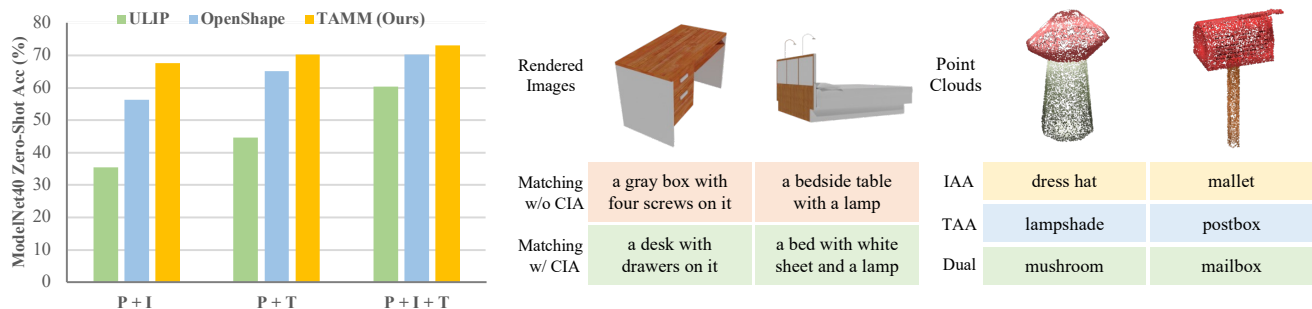 ULIP OpenShape TAMM (Ours)
ModelNet40 Zero-Shot Acc (%)
80
70
60
50
40
30
20
10
0
P + I P + T P + I + T
Rendered
Images
Matching
w/o CIA
a gray box with
four screws on it
a bedside table
with a lamp
Matching
w/ CIA
a desk with
drawers on it
a bed with white
sheet and a lamp
Point
Clouds
IAA dress hat mallet
TAA lampshade postbox
Dual mushroom mailbox